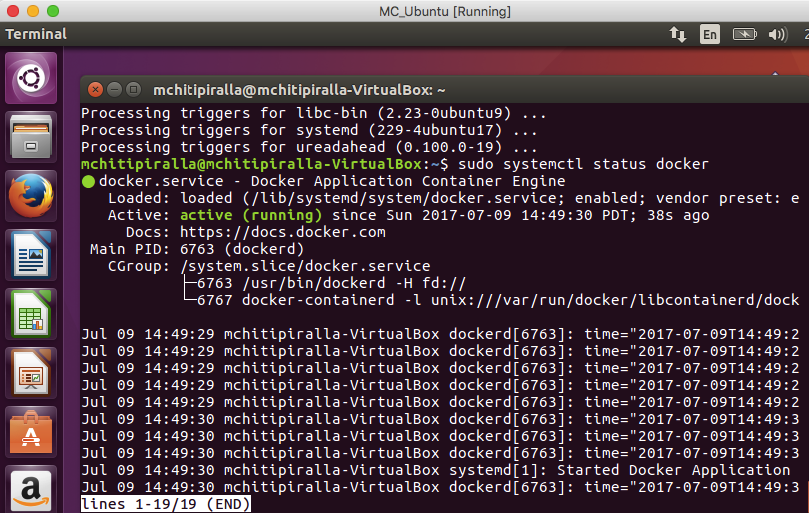 MC_Ubuntu [Running]
Terminal
En
mchitipiralla@mchitipiralla-VirtualBox: ~
Processing triggers for libc-bin (2.23-0ubuntu9) ...
Processing triggers for systemd (229-4ubuntu17) ...
Processing triggers for ureadahead (0.100.0-19) ...
mchitipiralla@mchitipiralla-VirtualBox:~$ sudo systemctl status docker
● docker.service - Docker Application Container Engine
Loaded: loaded (/lib/systemd/system/docker.service; enabled; vendor preset: e
Active: active (running) since Sun 2017-07-09 14:49:30 PDT; 38s ago
Docs: https://docs.docker.com
Main PID: 6763 (dockerd)
CGroup: /system.slice/docker.service
├─6763 /usr/bin/dockerd -H fd://
└─6767 docker-containerd -l unix:///var/run/docker/libcontainerd/dock
Jul 09 14:49:29 mchitipiralla-VirtualBox dockerd[6763]: time="2017-07-09T14:49:2
Jul 09 14:49:29 mchitipiralla-VirtualBox dockerd[6763]: time="2017-07-09T14:49:2
Jul 09 14:49:29 mchitipiralla-VirtualBox dockerd[6763]: time="2017-07-09T14:49:2
Jul 09 14:49:29 mchitipiralla-VirtualBox dockerd[6763]: time="2017-07-09T14:49:2
Jul 09 14:49:29 mchitipiralla-VirtualBox dockerd[6763]: time="2017-07-09T14:49:2
Jul 09 14:49:30 mchitipiralla-VirtualBox dockerd[6763]: time="2017-07-09T14:49:3
Jul 09 14:49:30 mchitipiralla-VirtualBox dockerd[6763]: time="2017-07-09T14:49:3
Jul 09 14:49:30 mchitipiralla-VirtualBox dockerd[6763]: time="2017-07-09T14:49:3
Jul 09 14:49:30 mchitipiralla-VirtualBox systemd[1]: Started Docker Application
Jul 09 14:49:30 mchitipiralla-VirtualBox dockerd[6763]: time="2017-07-09T14:49:3
lines 1-19/19 (END)